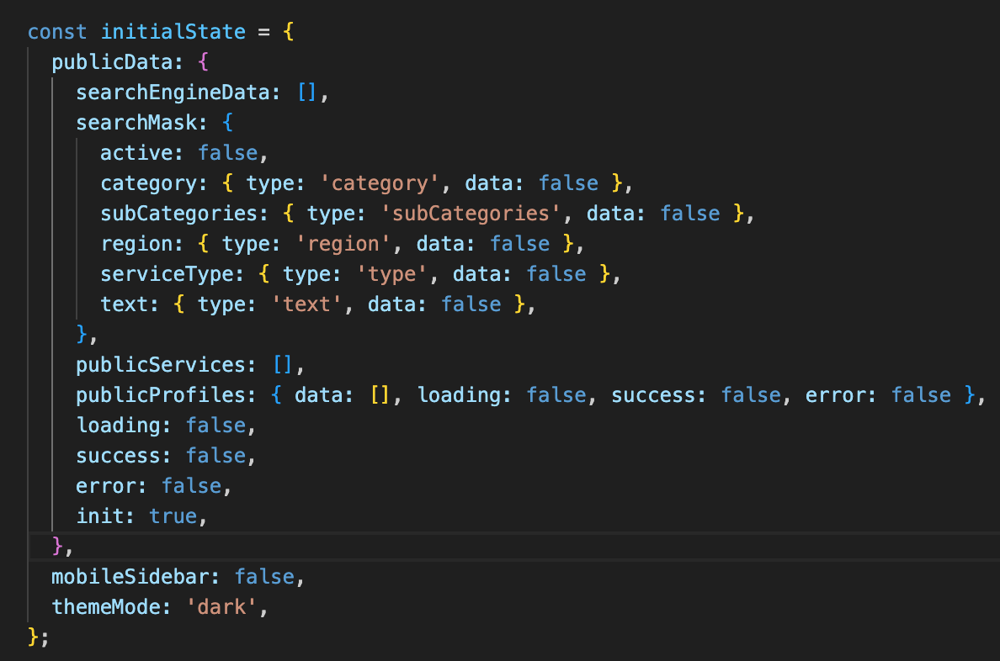 const initialState = {
  publicData: {
    searchEngineData: [],
    searchMask: {
      active: false,
      category: { type: 'category', data: false },
      subCategories: { type: 'subCategories', data: false },
      region: { type: 'region', data: false },
      serviceType: { type: 'type', data: false },
      text: { type: 'text', data: false },
    },
    publicServices: [],
    publicProfiles: { data: [], loading: false, success: false, error: false },
    loading: false,
    success: false,
    error: false,
    init: true,
  },
  mobileSidebar: false,
  themeMode: 'dark',
};